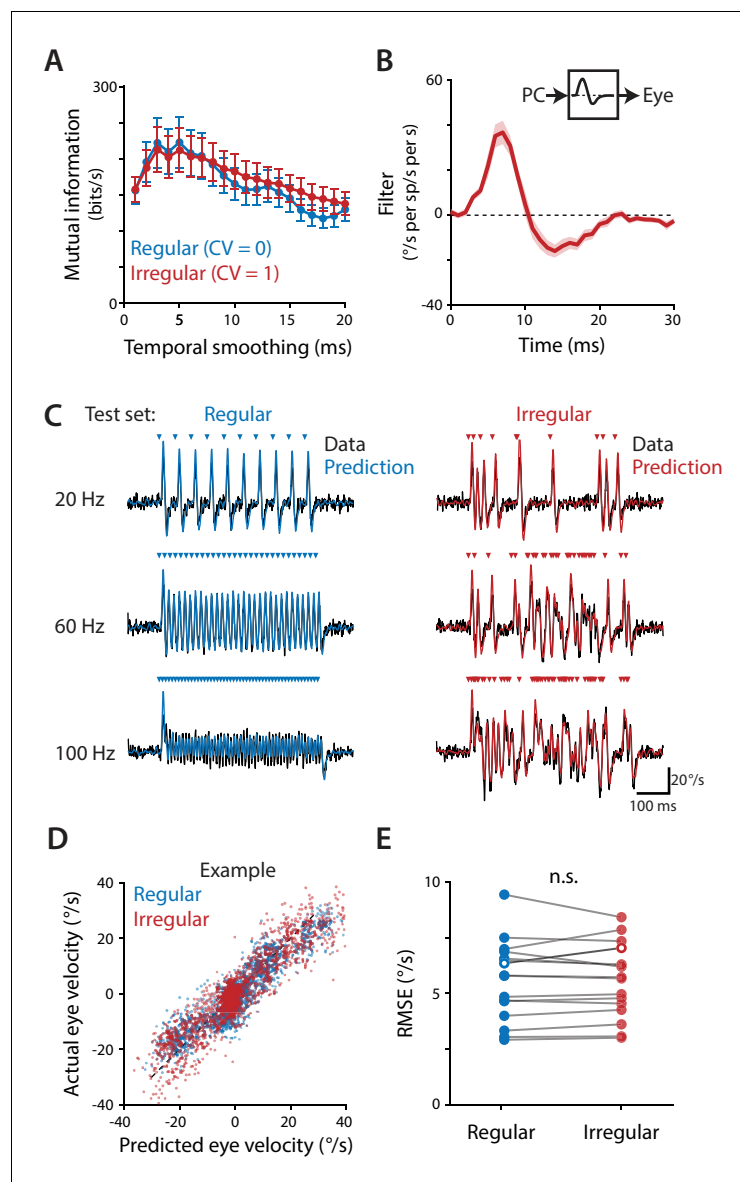 A
Mutual information
(bits/s)
300
0
Regular (CV = 0)
Irregular (CV = 1)
0
5
10
15
20
Temporal smoothing (ms)
B
PC
Eye
Filter
(°/s per sp/s per s)
60
0
-40
0
10
20
30
Time (ms)
C
Test set:
Regular
Irregular
Data
Prediction
Data
Prediction
20 Hz
60 Hz
100 Hz
20°/s
100 ms
D
Example
Regular
Irregular
Actual eye velocity (°/s)
40
20
0
-20
-40
-40
-20
0
20
40
Predicted eye velocity (°/s)
E
n.s.
RMSE (°/s)
10
5
0
Regular
Irregular